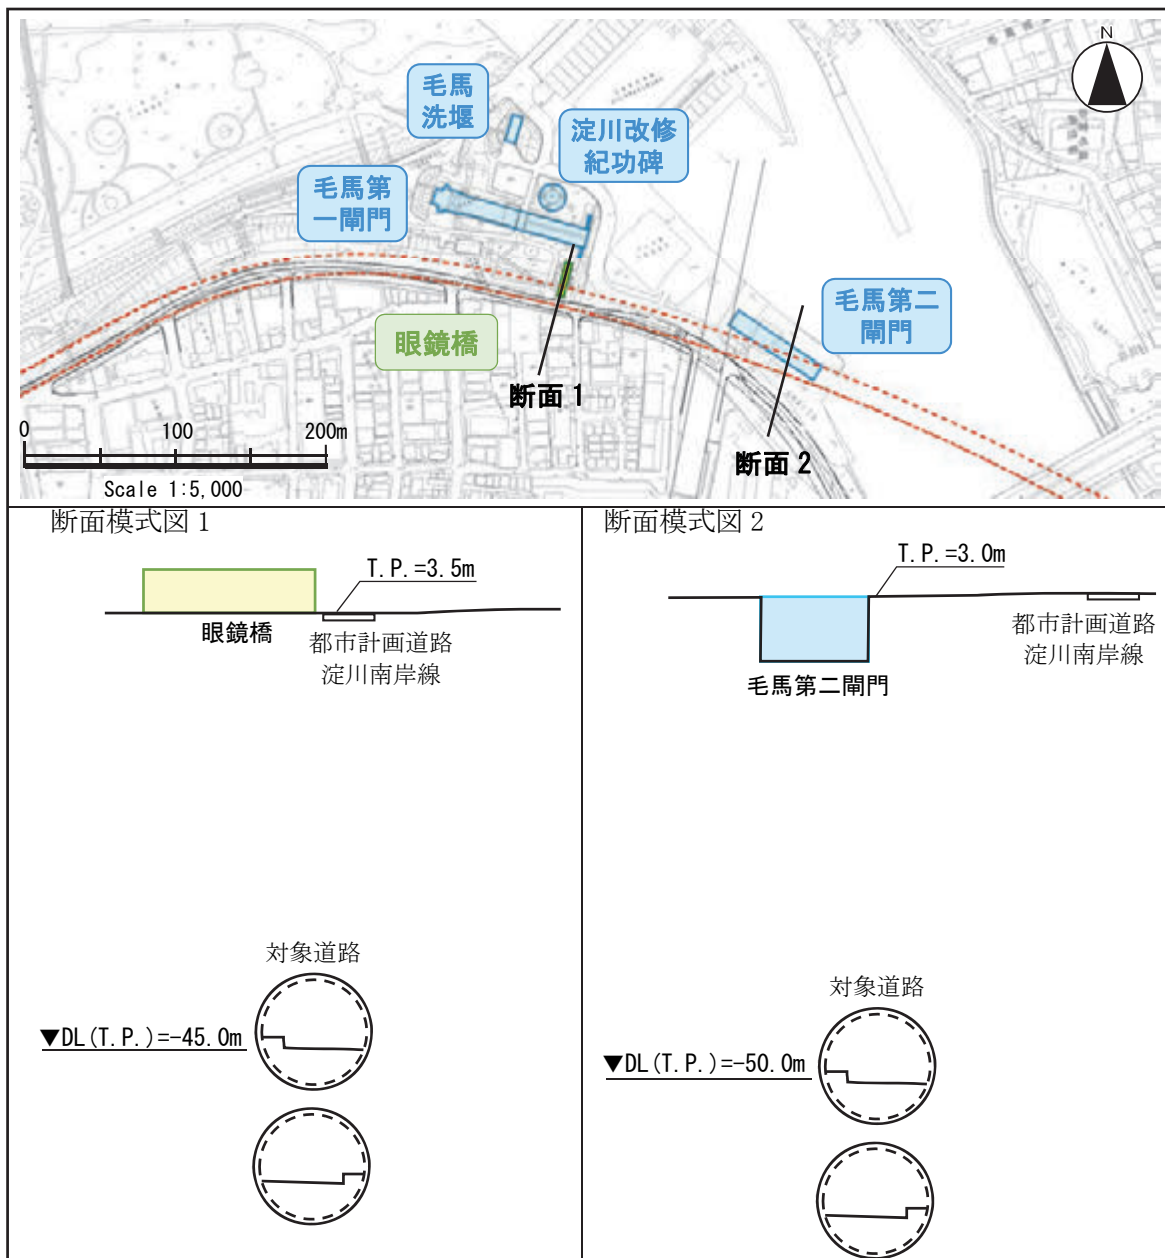 N
毛馬
洗堰
淀川改修
紀功碑
毛馬第
一閘門
毛馬第二
閘門
眼鏡橋
断面 1
断面 2
0 100 200m
Scale 1:5,000
断面模式図 1
T.P.=3.5m
眼鏡橋
都市計画道路
淀川南岸線
対象道路
▼DL(T.P.)=-45.0m
断面模式図 2
T.P.=3.0m
毛馬第二閘門
都市計画道路
淀川南岸線
対象道路
▼DL(T.P.)=-50.0m